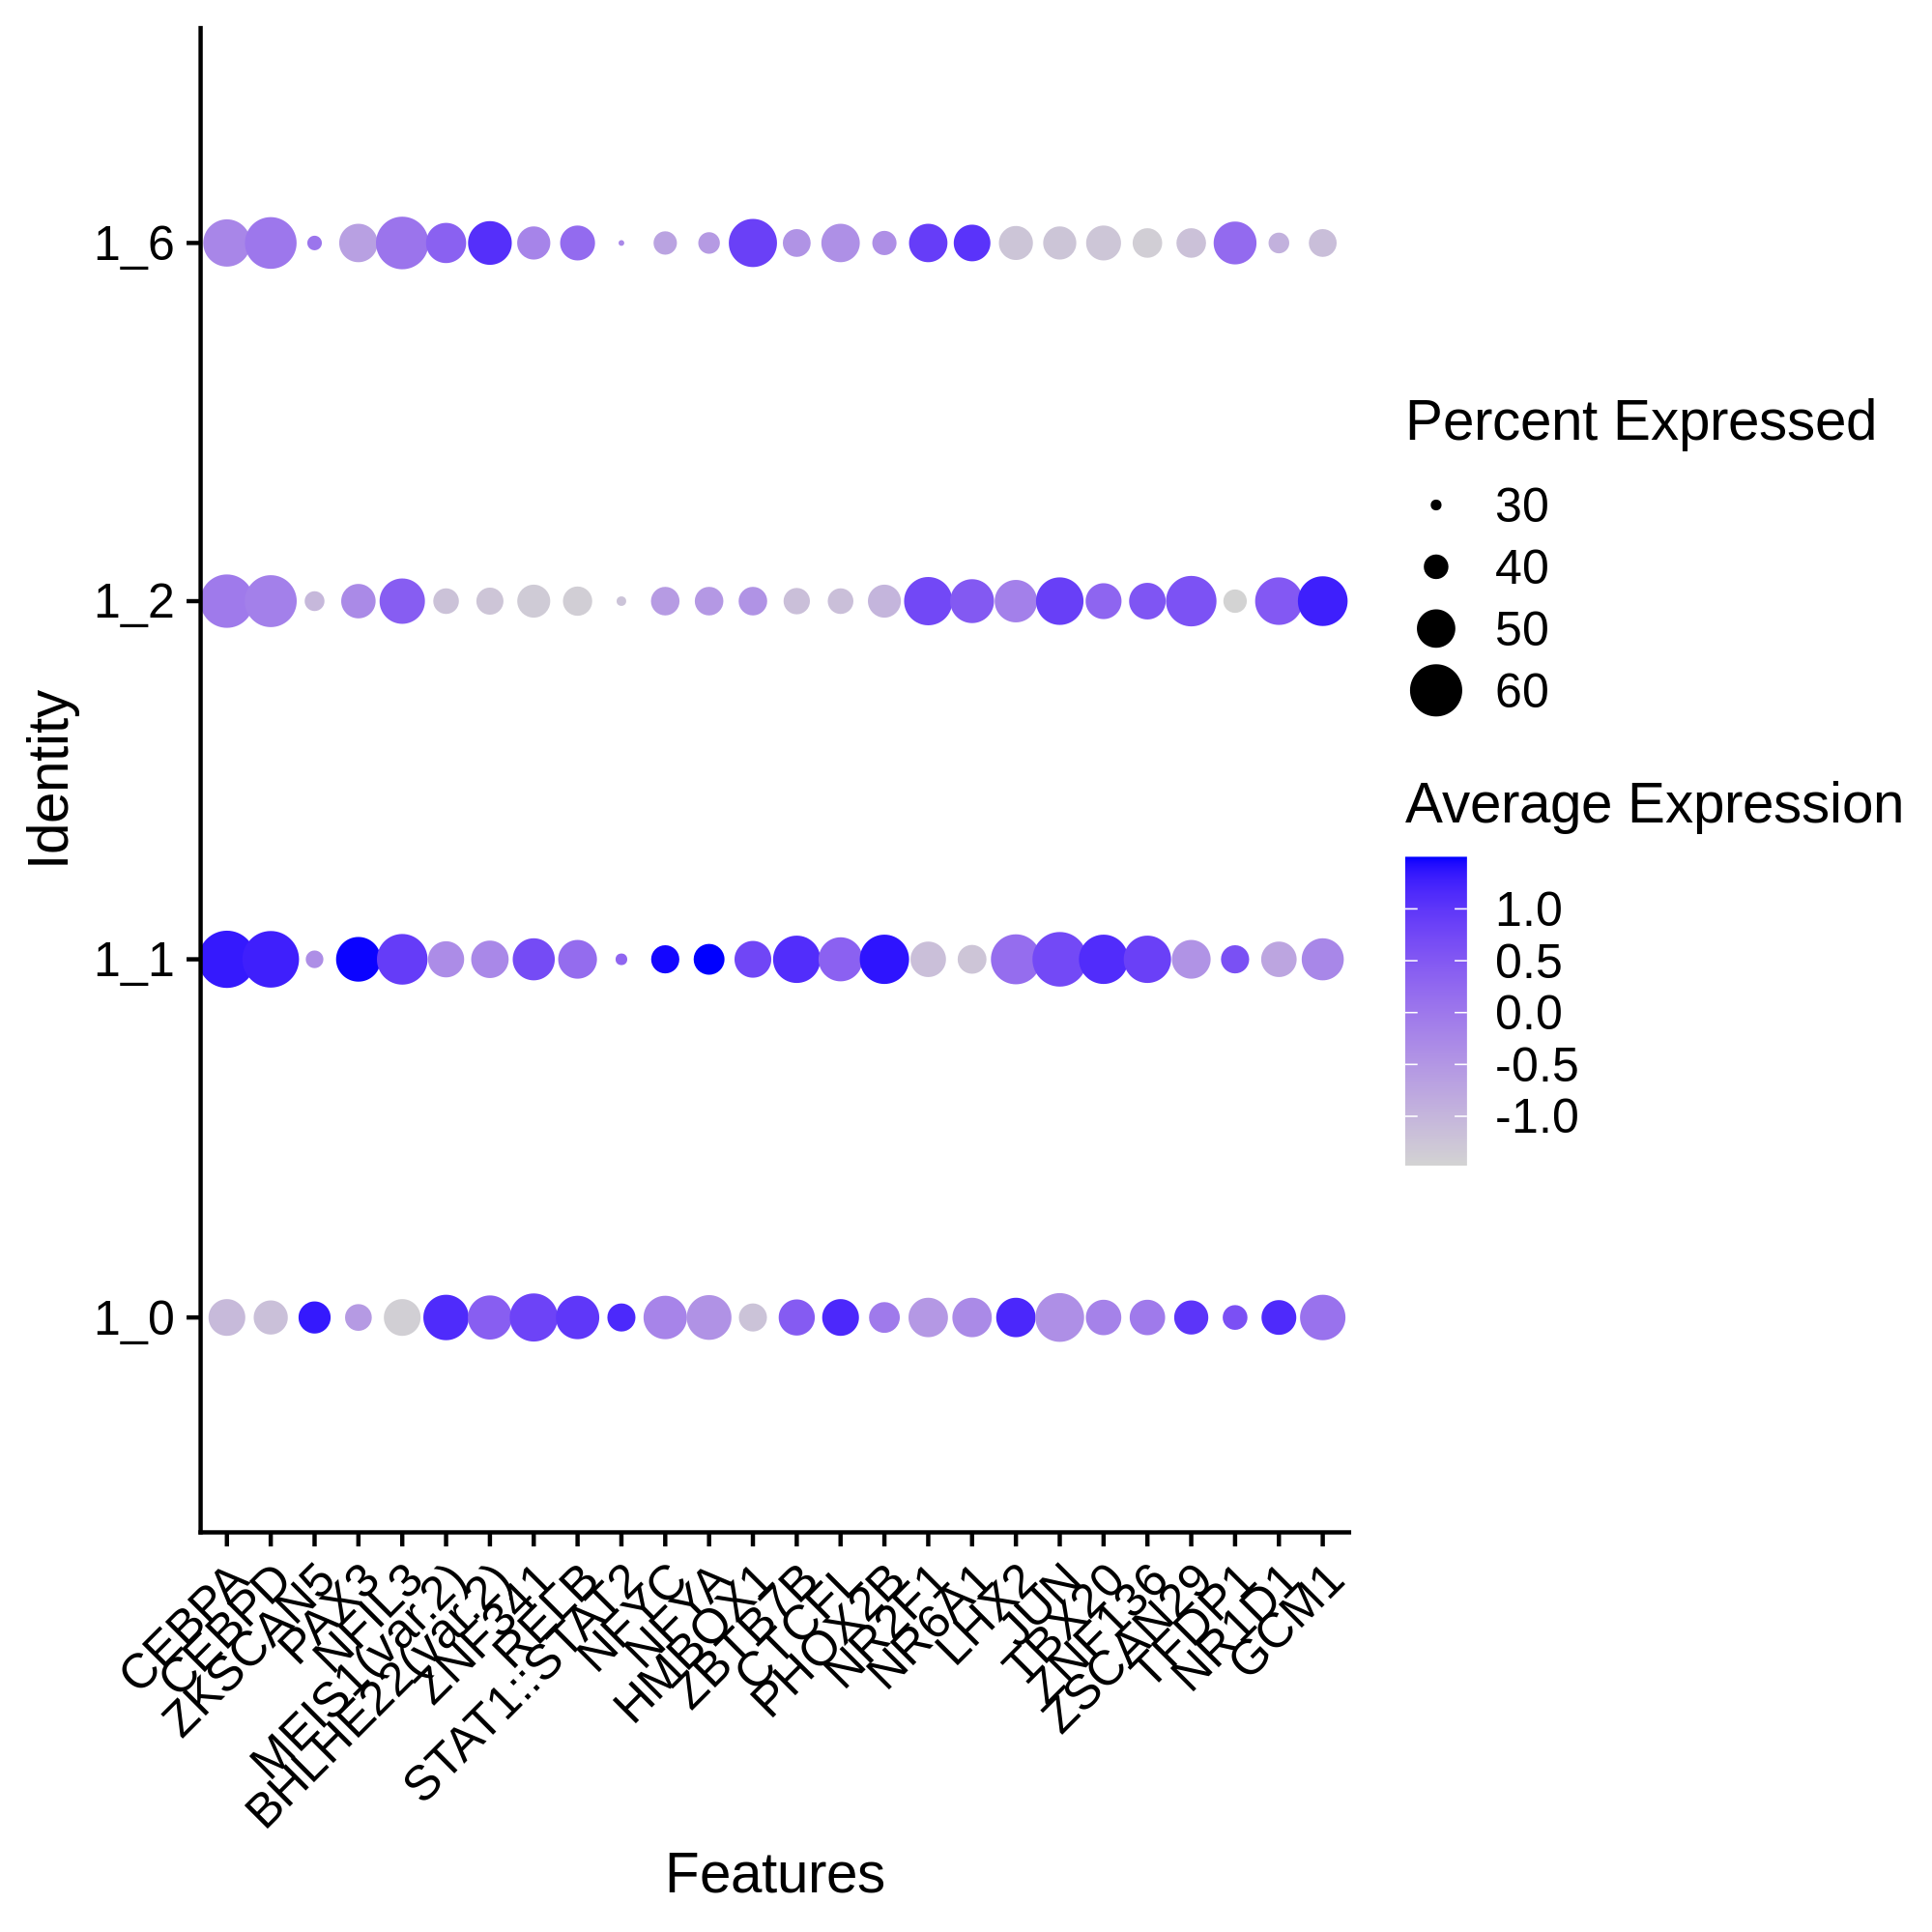 1_6
1_2
1_1
1_0
Identity
CEBPA
CEBPD
ZKSCAN5
PAX3
NFIL3
MEIS1(var.2)
BHLHE22(var.2)
ZNF341
RELB
STAT1::STAT2
NFYC
NFYA
HMBOX1
ZBTB7B
CTCFL
PHOX2B
NR2F1
NR6A1
LHX2
JUN
TBX20
ZNF136
ZSCAN29
TFDP1
NR1D1
GCM1
Features
Percent Expressed
30
40
50
60
Average Expression
1.0
0.5
0.0
-0.5
-1.0